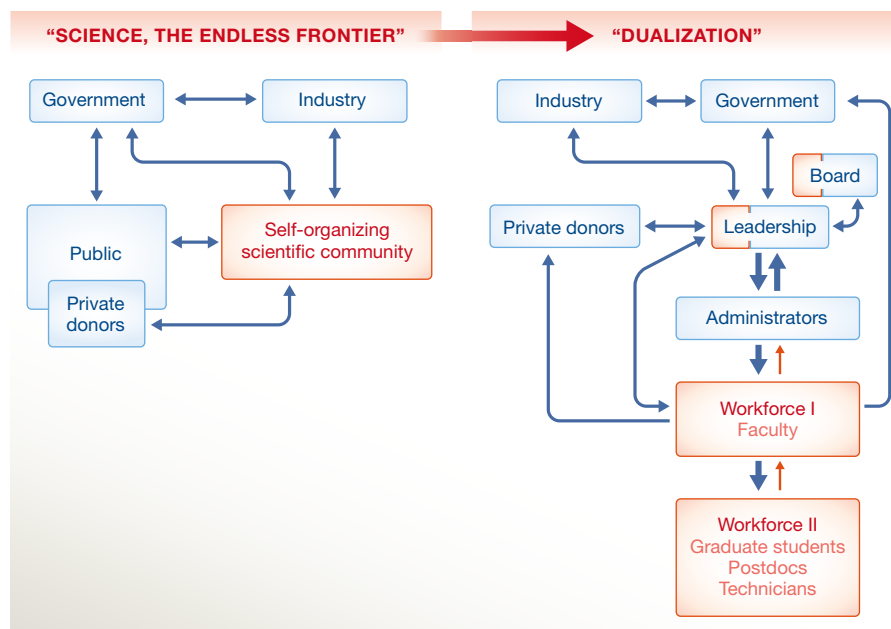 “SCIENCE, THE ENDLESS FRONTIER”
“DUALIZATION”
Government
Industry
Public
Private
donors
Self-organizing
scientific community
Industry
Government
Board
Private donors
Leadership
Administrators
Workforce I
Faculty
Workforce II
Graduate students
Postdocs
Technicians